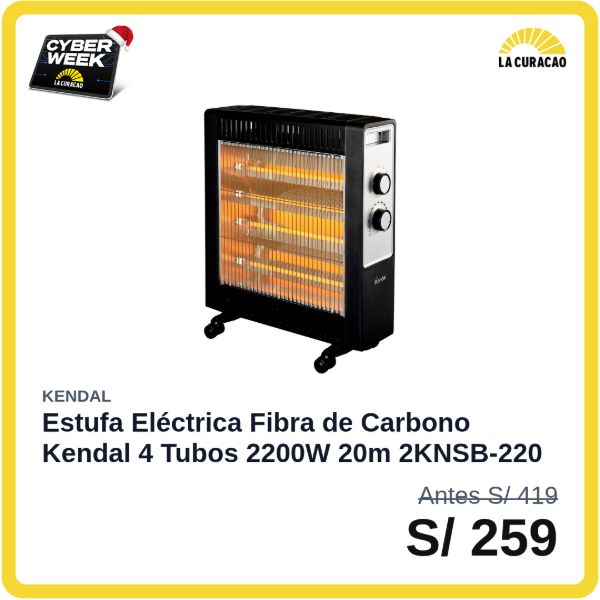 CYBER
WEEK
LA CURACAO
LA CURACAO
KENDAL
Estufa Eléctrica Fibra de Carbono
Kendal 4 Tubos 2200W 20m 2KNSB-220
Antes S/ 419
S/ 259